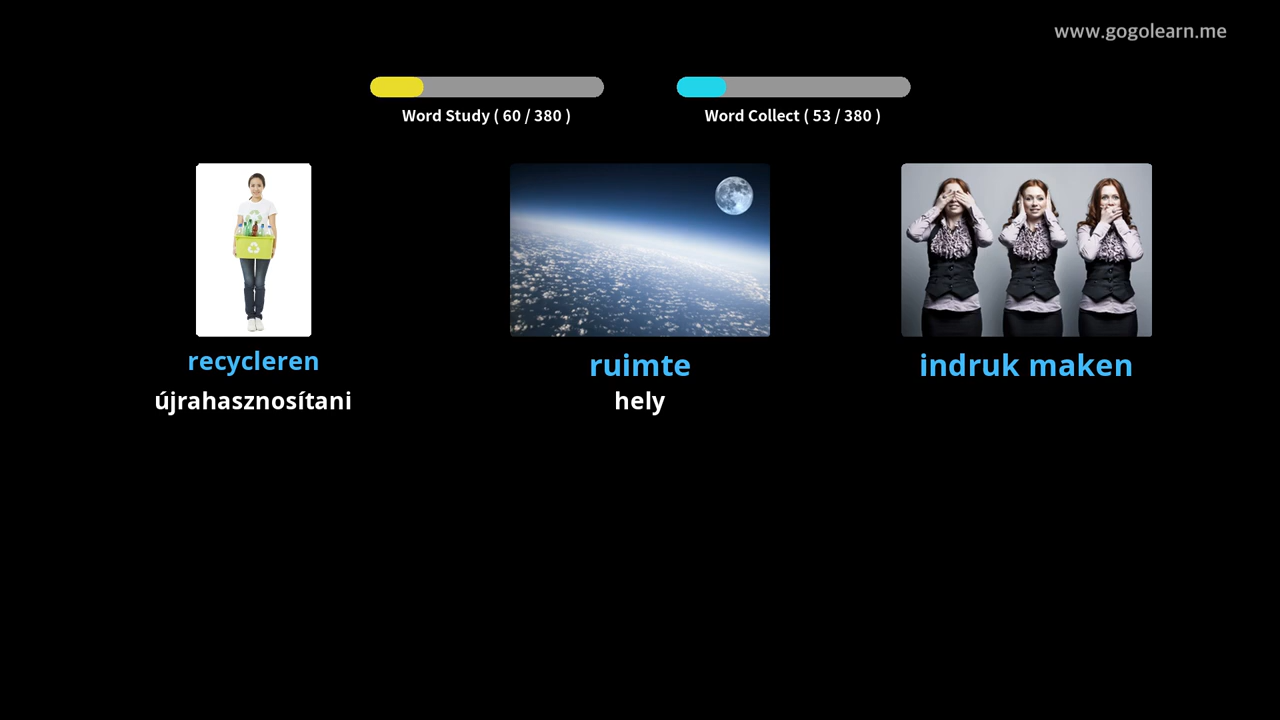 www.gogolearn.me
Word Study ( 60 / 380 )
Word Collect ( 53 / 380 )
recycleren
újrahasznosítani
ruimte
hely
indruk maken